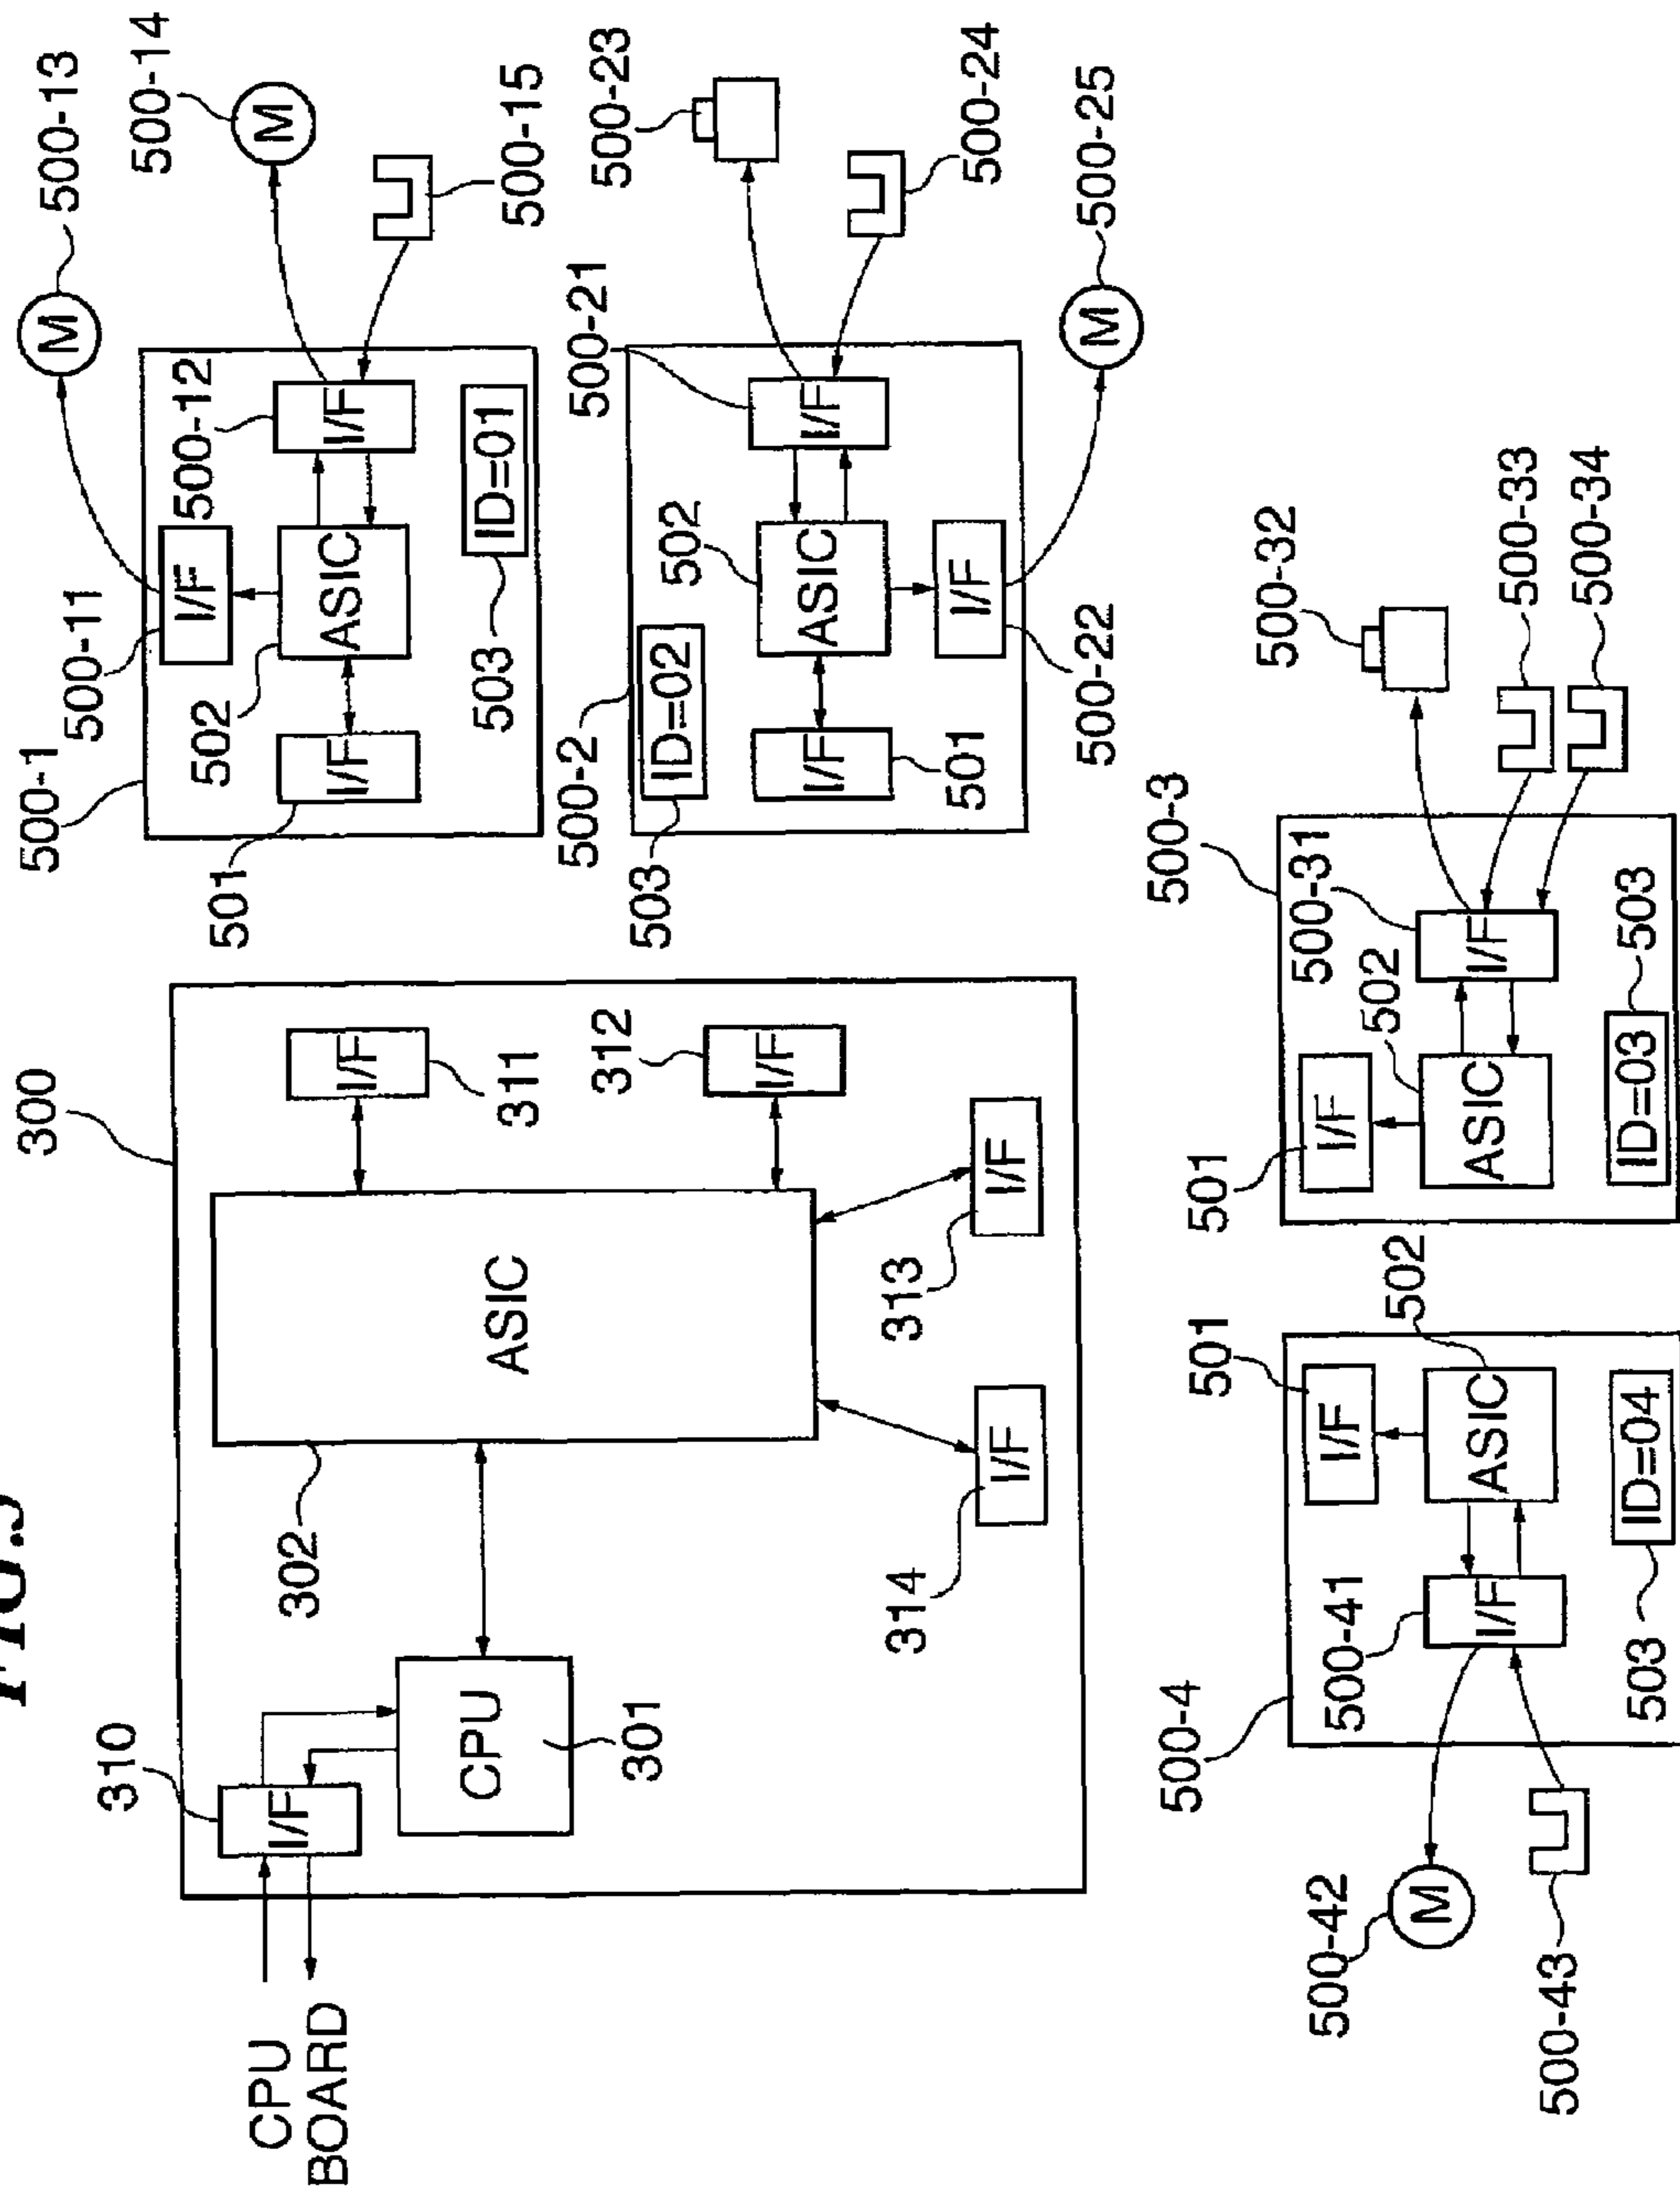 300
310
I/F
CPU
BOARD
CPU
301
302
ASIC
I/F
311
312
I/F
I/F
313
I/F
314
500-1
500-11
I/F
500-12
I/F
502
ASIC
501
I/F
503
ID=01
500-13
M
500-14
M
500-15
500-2
503
ID=02
502
ASIC
500-21
I/F
I/F
501
I/F
500-22
500-23
500-24
M
500-25
500-4
501
I/F
502
ASIC
500-41
I/F
503
ID=04
500-42
M
500-43
500-3
501
I/F
502
ASIC
500-31
I/F
ID=03
503
500-32
500-33
500-34